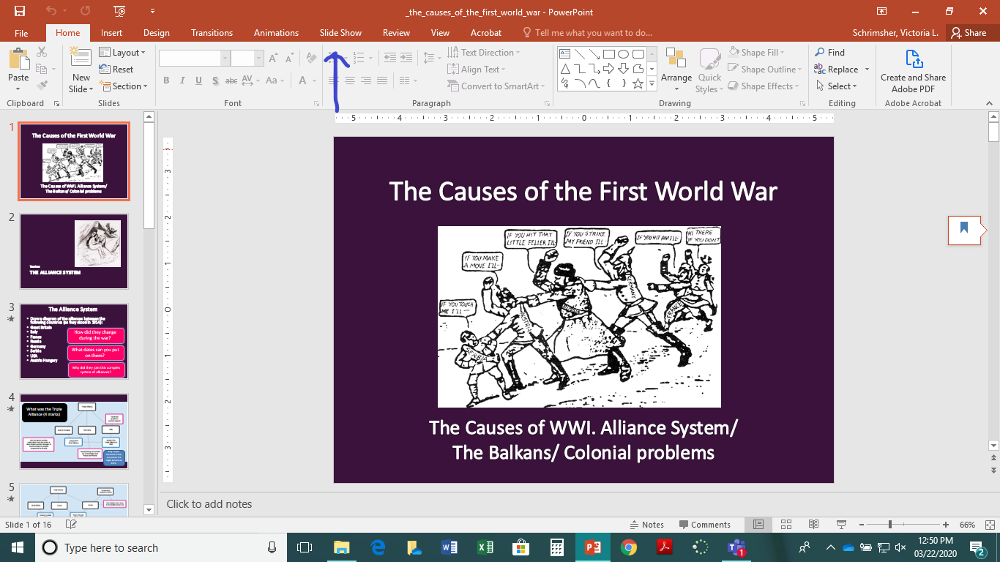 _the_causes_of_the_first_world_war - PowerPoint
File Home Insert Design Transitions Animations Slide Show Review View Acrobat Tell me what you want to do... Schrimsher, Victoria L. Share
Paste
New
Slide
Layout
Reset
Section
B I U S abc AV Aa A
Text Direction
Align Text
Convert to SmartArt
Arrange
Quick
Styles
Shape Fill
Shape Outline
Shape Effects
Find
Replace
Select
Create and Share
Adobe PDF
Clipboard Slides Font Paragraph Drawing Editing Adobe Acrobat
5 4 3 2 1 0 1 2 3 4 5
3
2
1
0
1
2
3
1
The Causes of the First World War
The Causes of WWI. Alliance System/
The Balkans/ Colonial problems
2
THE ALLIANCE SYSTEM
3
The Alliance System
Draw a diagram of the alliances between the
following countries (as they stood in 1914):
Great Britain
Italy
France
Russia
Germany
Serbia
USA
Austria Hungary
How did they change
during the war?
What dates can you put
on them?
Why did they join this complex
system of alliances?
4
What was the Triple
Alliance (4 marks)
5
The Causes of the First World War
IF YOU TOUCH
ME I'LL—
IF YOU MAKE
A MOVE I'LL-
IF YOU HIT THAT
LITTLE FELLER I'LL
IF YOU STRIKE
MY FRIEND I'LL
IF YOU HIT HIM I'LL-
HI THERE
IF YOU DON'T
GERMANY
FRANCE
The Causes of WWI. Alliance System/
The Balkans/ Colonial problems
Click to add notes
Slide 1 of 16 Notes Comments 66%
Type here to search
12:50 PM
03/22/2020
1
2